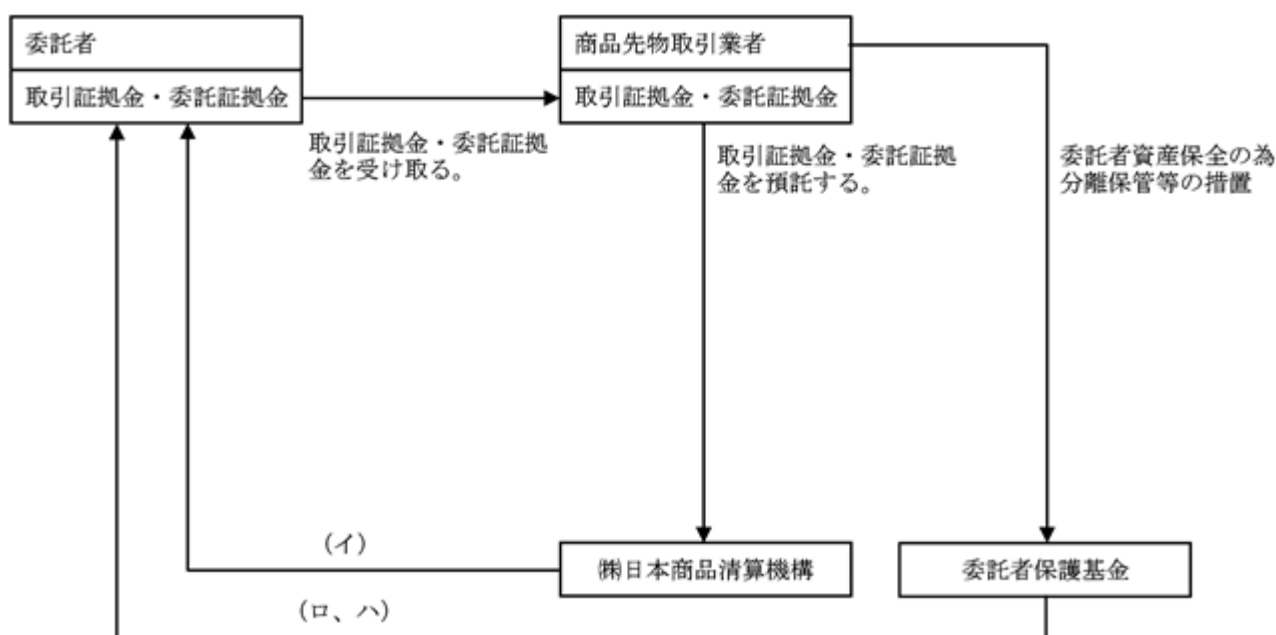 委託者
取引証拠金・委託証拠金
商品先物取引業者
取引証拠金・委託証拠金
取引証拠金・委託証拠
金を受け取る。
取引証拠金・委託証拠
金を預託する。
委託者資産保全の為
分離保管等の措置
(イ)
㈱日本商品清算機構
委託者保護基金
(ロ、ハ)